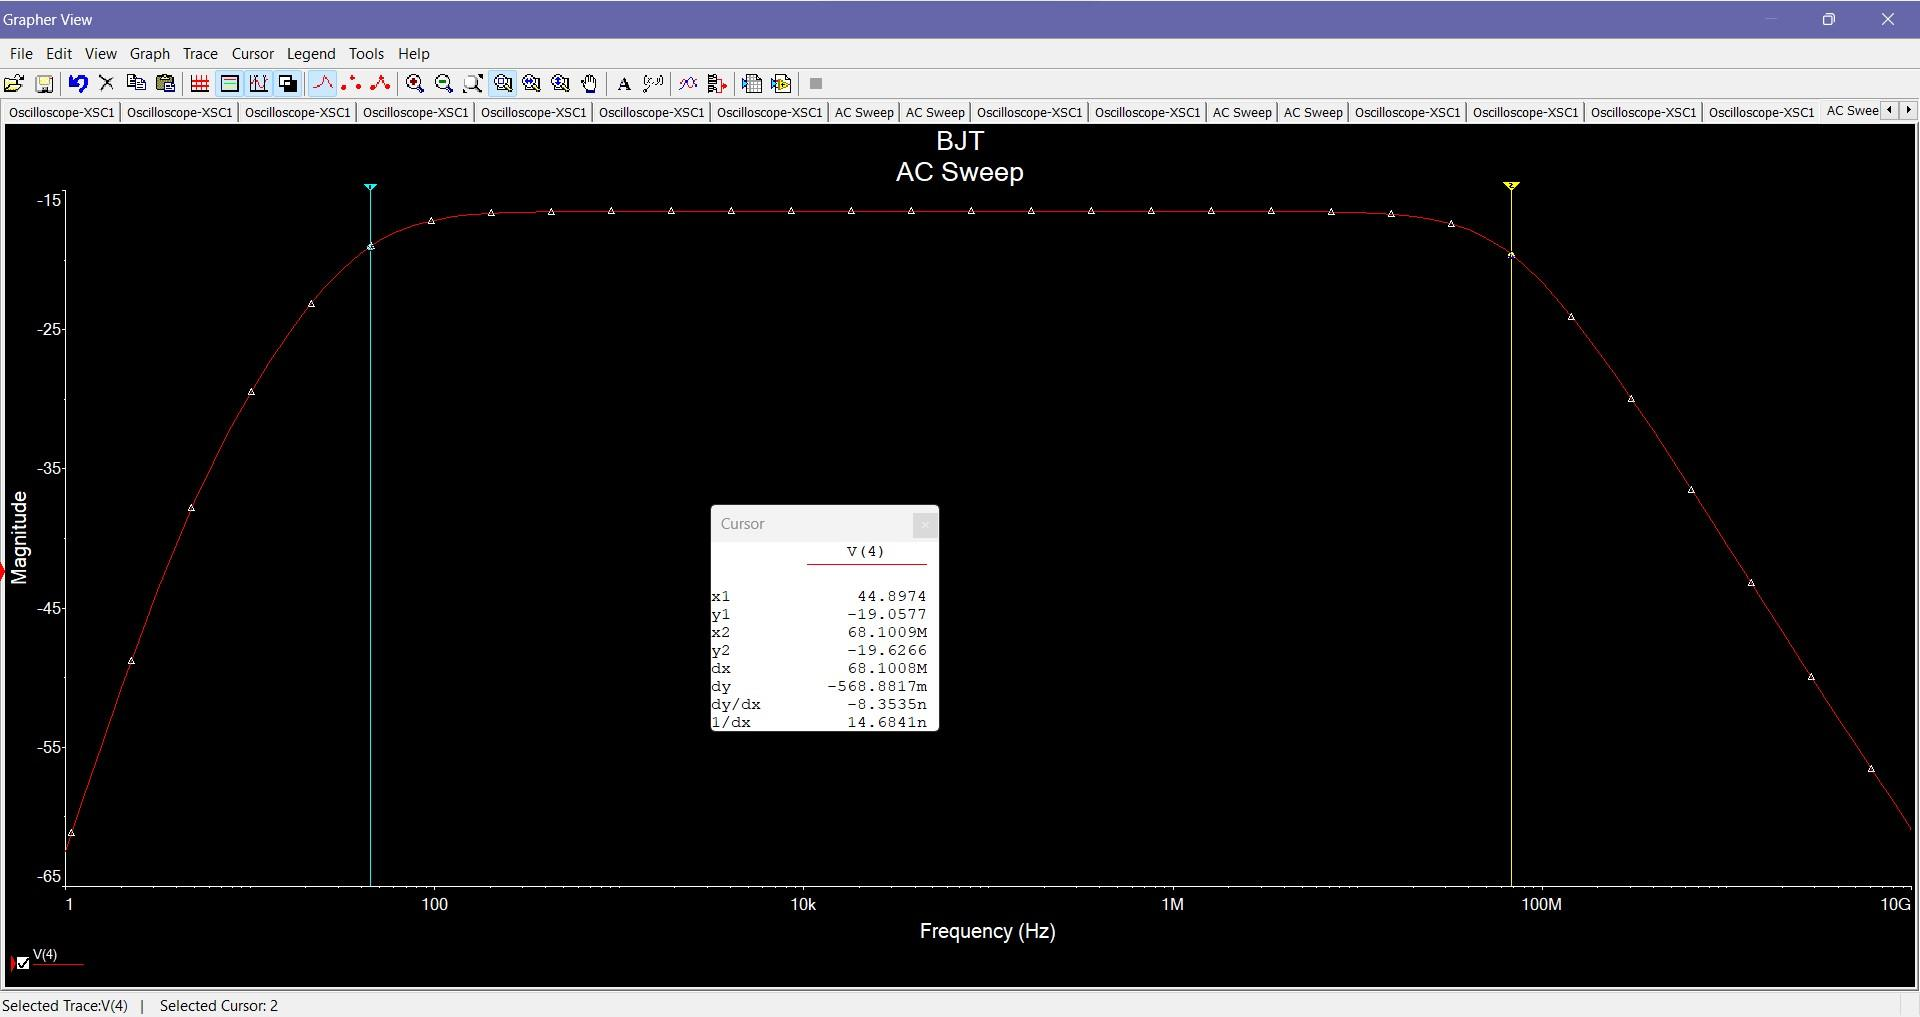 Grapher View
File Edit View Graph Trace Cursor Legend Tools Help
Oscilloscope-XSC1 Oscilloscope-XSC1 Oscilloscope-XSC1 Oscilloscope-XSC1 Oscilloscope-XSC1 Oscilloscope-XSC1 Oscilloscope-XSC1 AC Sweep AC Sweep Oscilloscope-XSC1 Oscilloscope-XSC1 AC Sweep AC Sweep Oscilloscope-XSC1 Oscilloscope-XSC1 Oscilloscope-XSC1 Oscilloscope-XSC1 AC Swee
BJT
AC Sweep
-15
-25
-35
-45
-55
-65
Magnitude
Cursor
V(4)
x1 44.8974
y1 -19.0577
x2 68.1009M
y2 -19.6266
dx 68.1008M
dy -568.8817m
dy/dx -8.3535n
1/dx 14.6841n
1 100 10k 1M 100M 10G
Frequency (Hz)
V(4)
Selected Trace:V(4) | Selected Cursor: 2